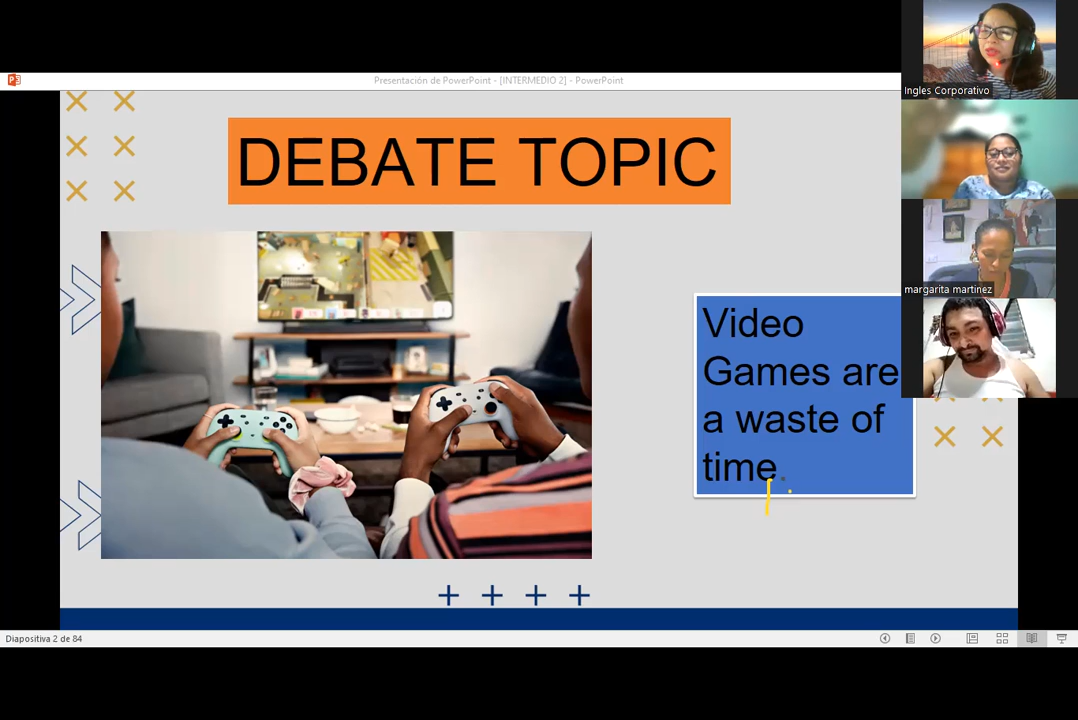 Presentación de PowerPoint - [INTERMEDIO 2] - PowerPoint
DEBATE TOPIC
Video
Games are
a waste of
time.
Ingles Corporativo
margarita martinez
Diapositiva 2 de 84